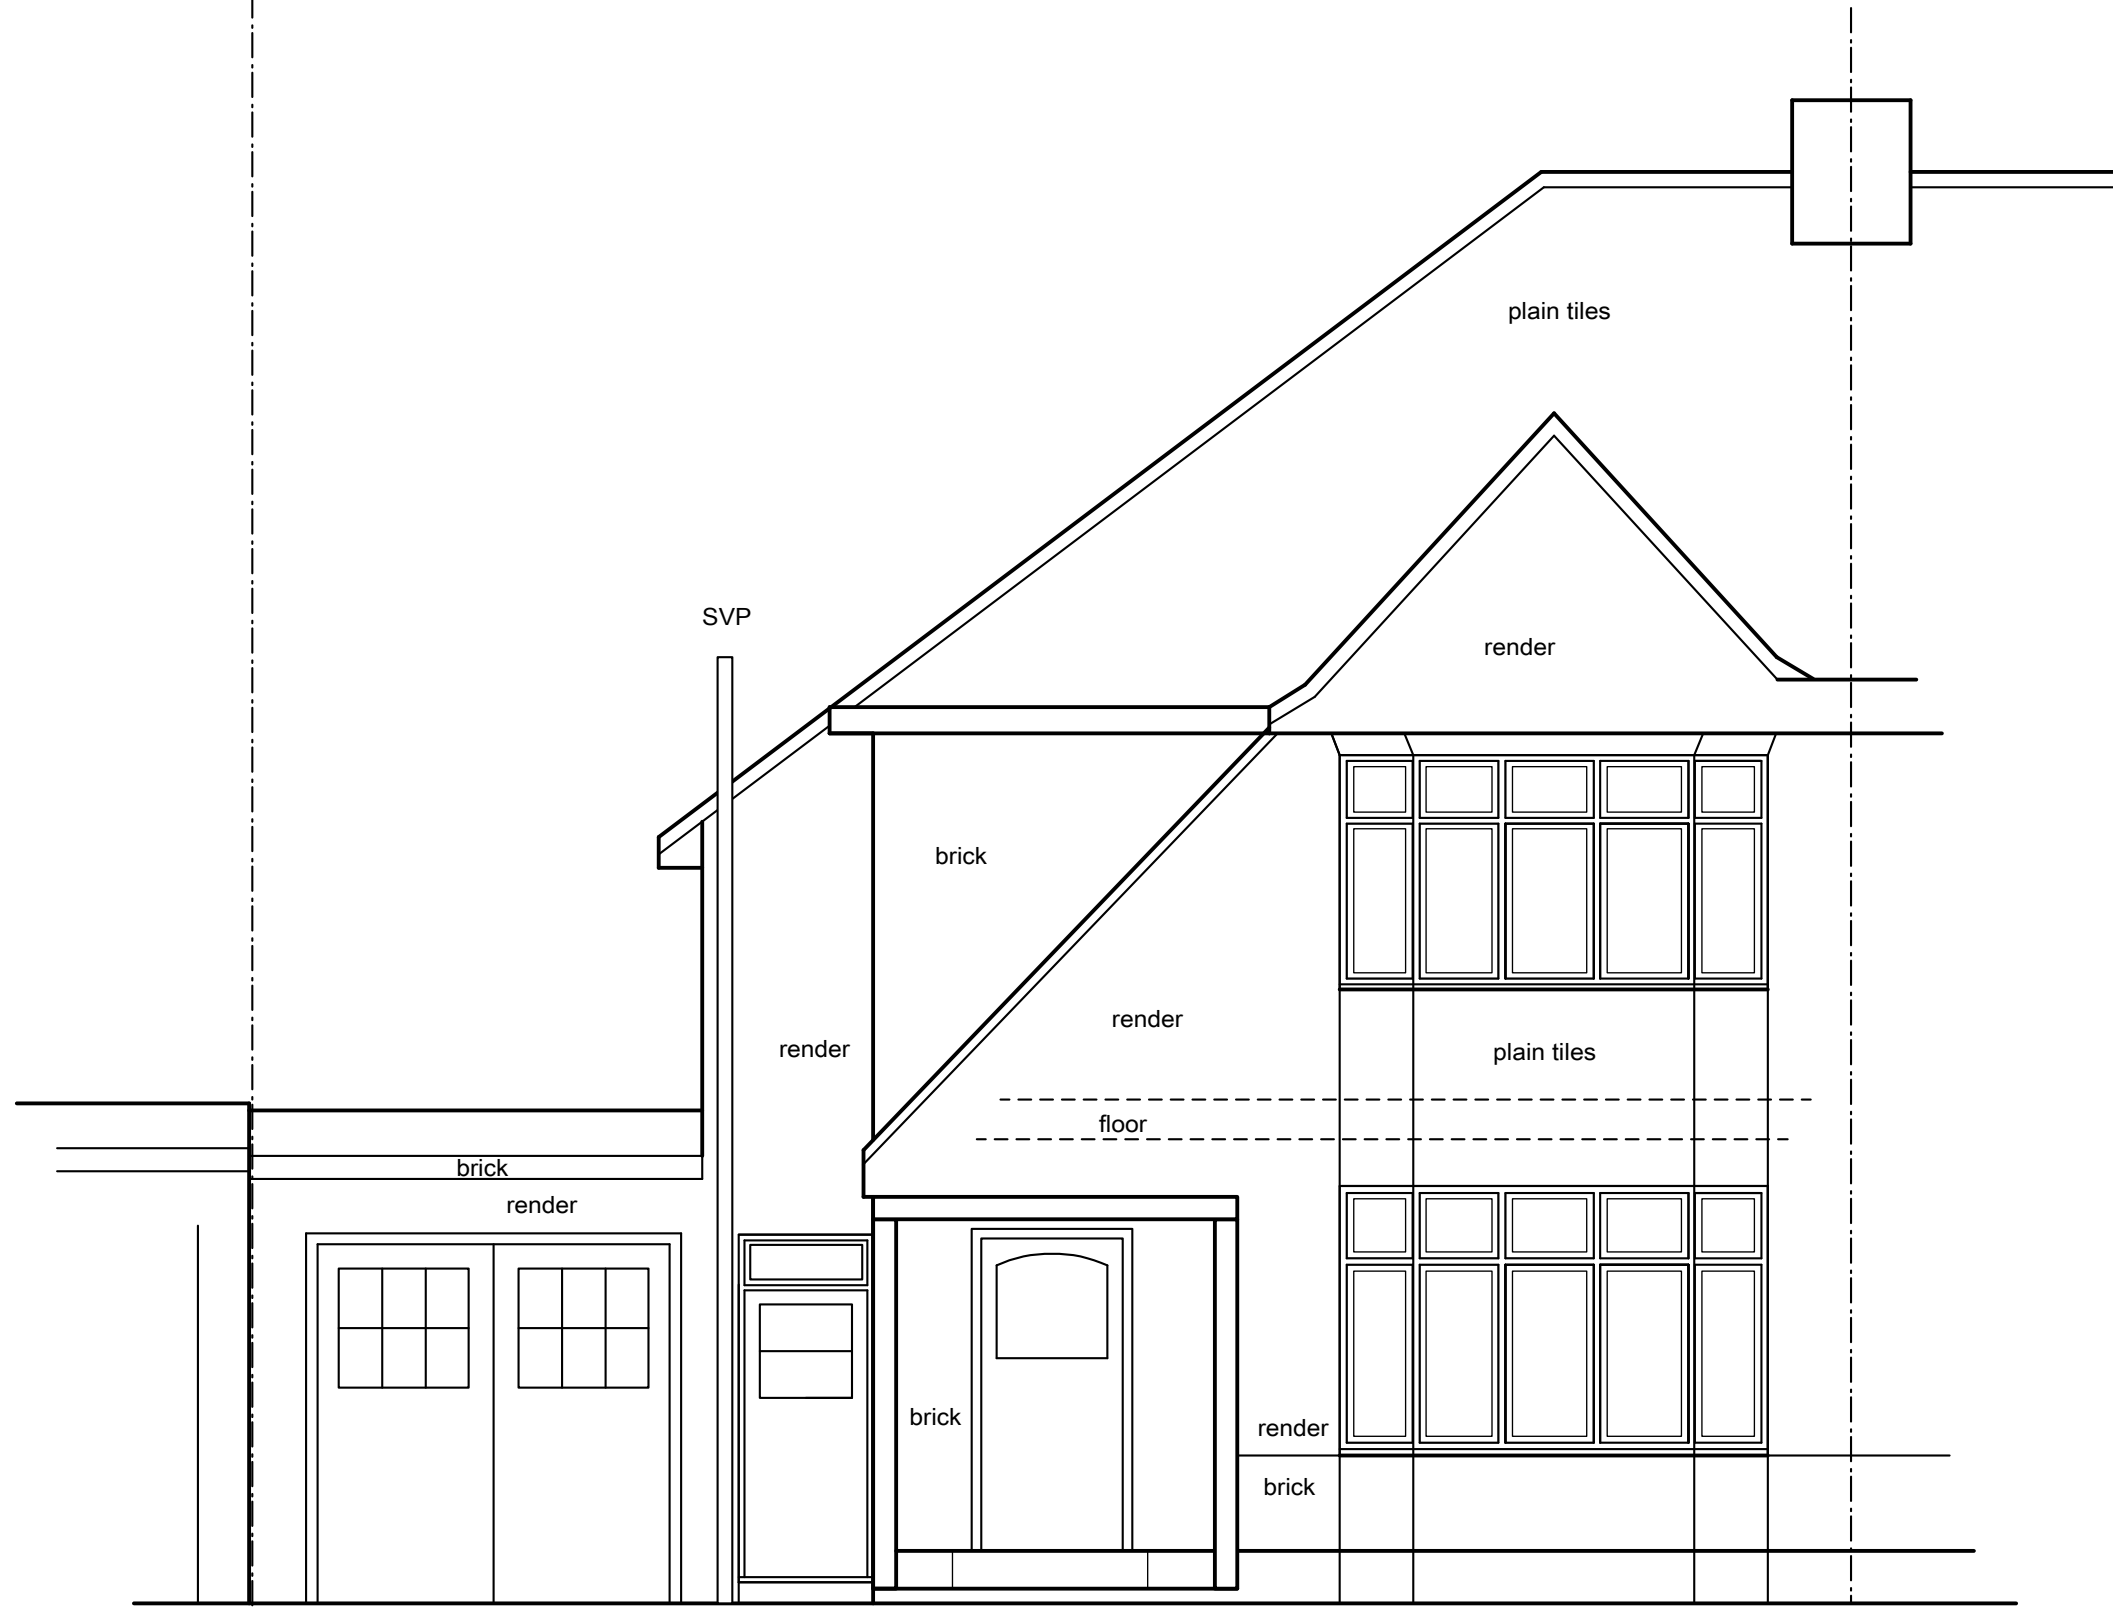 plain tiles
SVP
render
brick
render
render
plain tiles
floor
brick
render
brick
render
brick